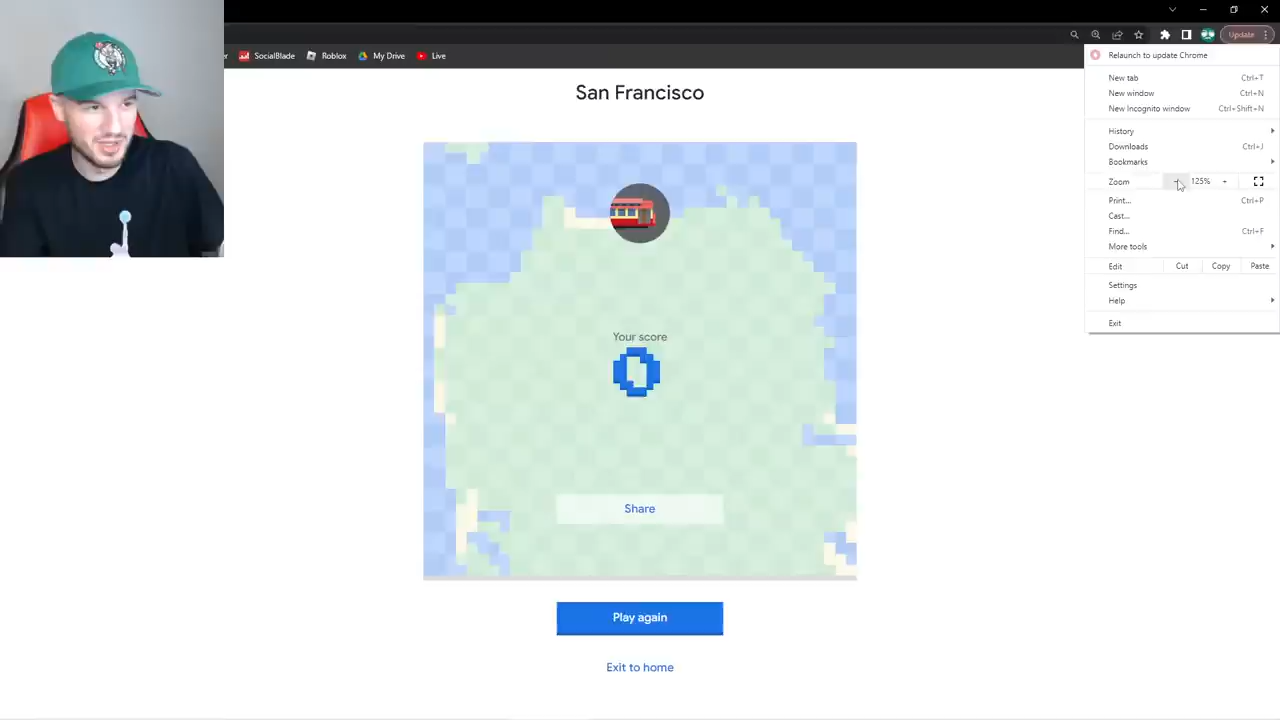 Update
r SocialBlade Roblox My Drive Live
Relaunch to update Chrome
New tab Ctrl+T
New window Ctrl+N
New Incognito window Ctrl+Shift+N
History
Downloads Ctrl+J
Bookmarks
Zoom - 125% +
Print... Ctrl+P
Cast...
Find... Ctrl+F
More tools
Edit Cut Copy Paste
Settings
Help
Exit
San Francisco
Your score
0
Share
Play again
Exit to home